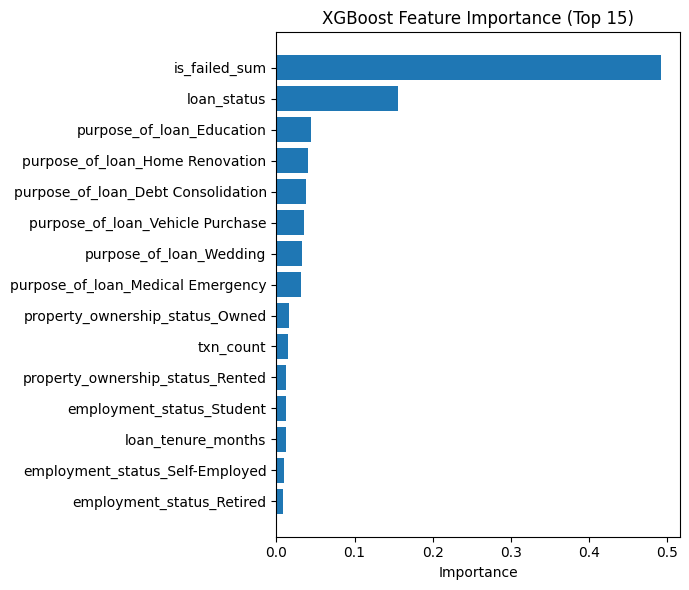 XGBoost Feature Importance (Top 15)
is_failed_sum
loan_status
purpose_of_loan_Education
purpose_of_loan_Home Renovation
purpose_of_loan_Debt Consolidation
purpose_of_loan_Vehicle Purchase
purpose_of_loan_Wedding
purpose_of_loan_Medical Emergency
property_ownership_status_Owned
txn_count
property_ownership_status_Rented
employment_status_Student
loan_tenure_months
employment_status_Self-Employed
employment_status_Retired
0.0 0.1 0.2 0.3 0.4 0.5
Importance